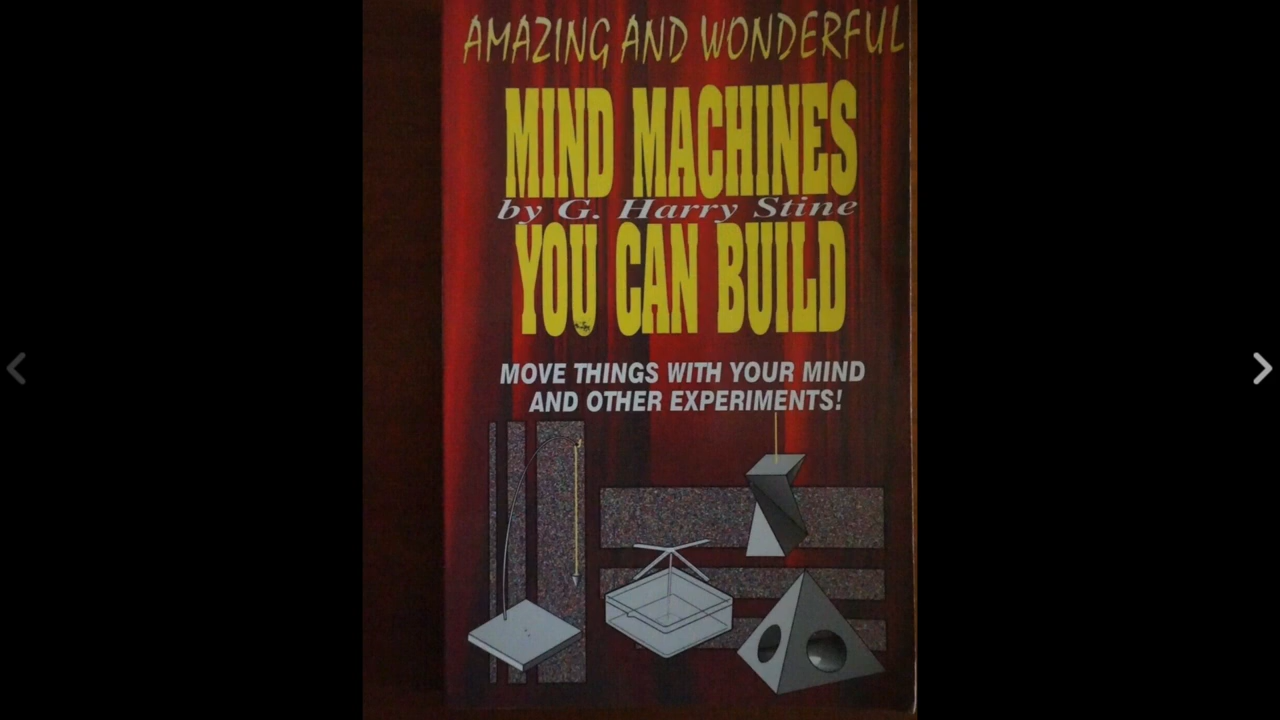 AMAZING AND WONDERFUL
MIND MACHINES
by G. Harry Stine
YOU CAN BUILD
MOVE THINGS WITH YOUR MIND
AND OTHER EXPERIMENTS!